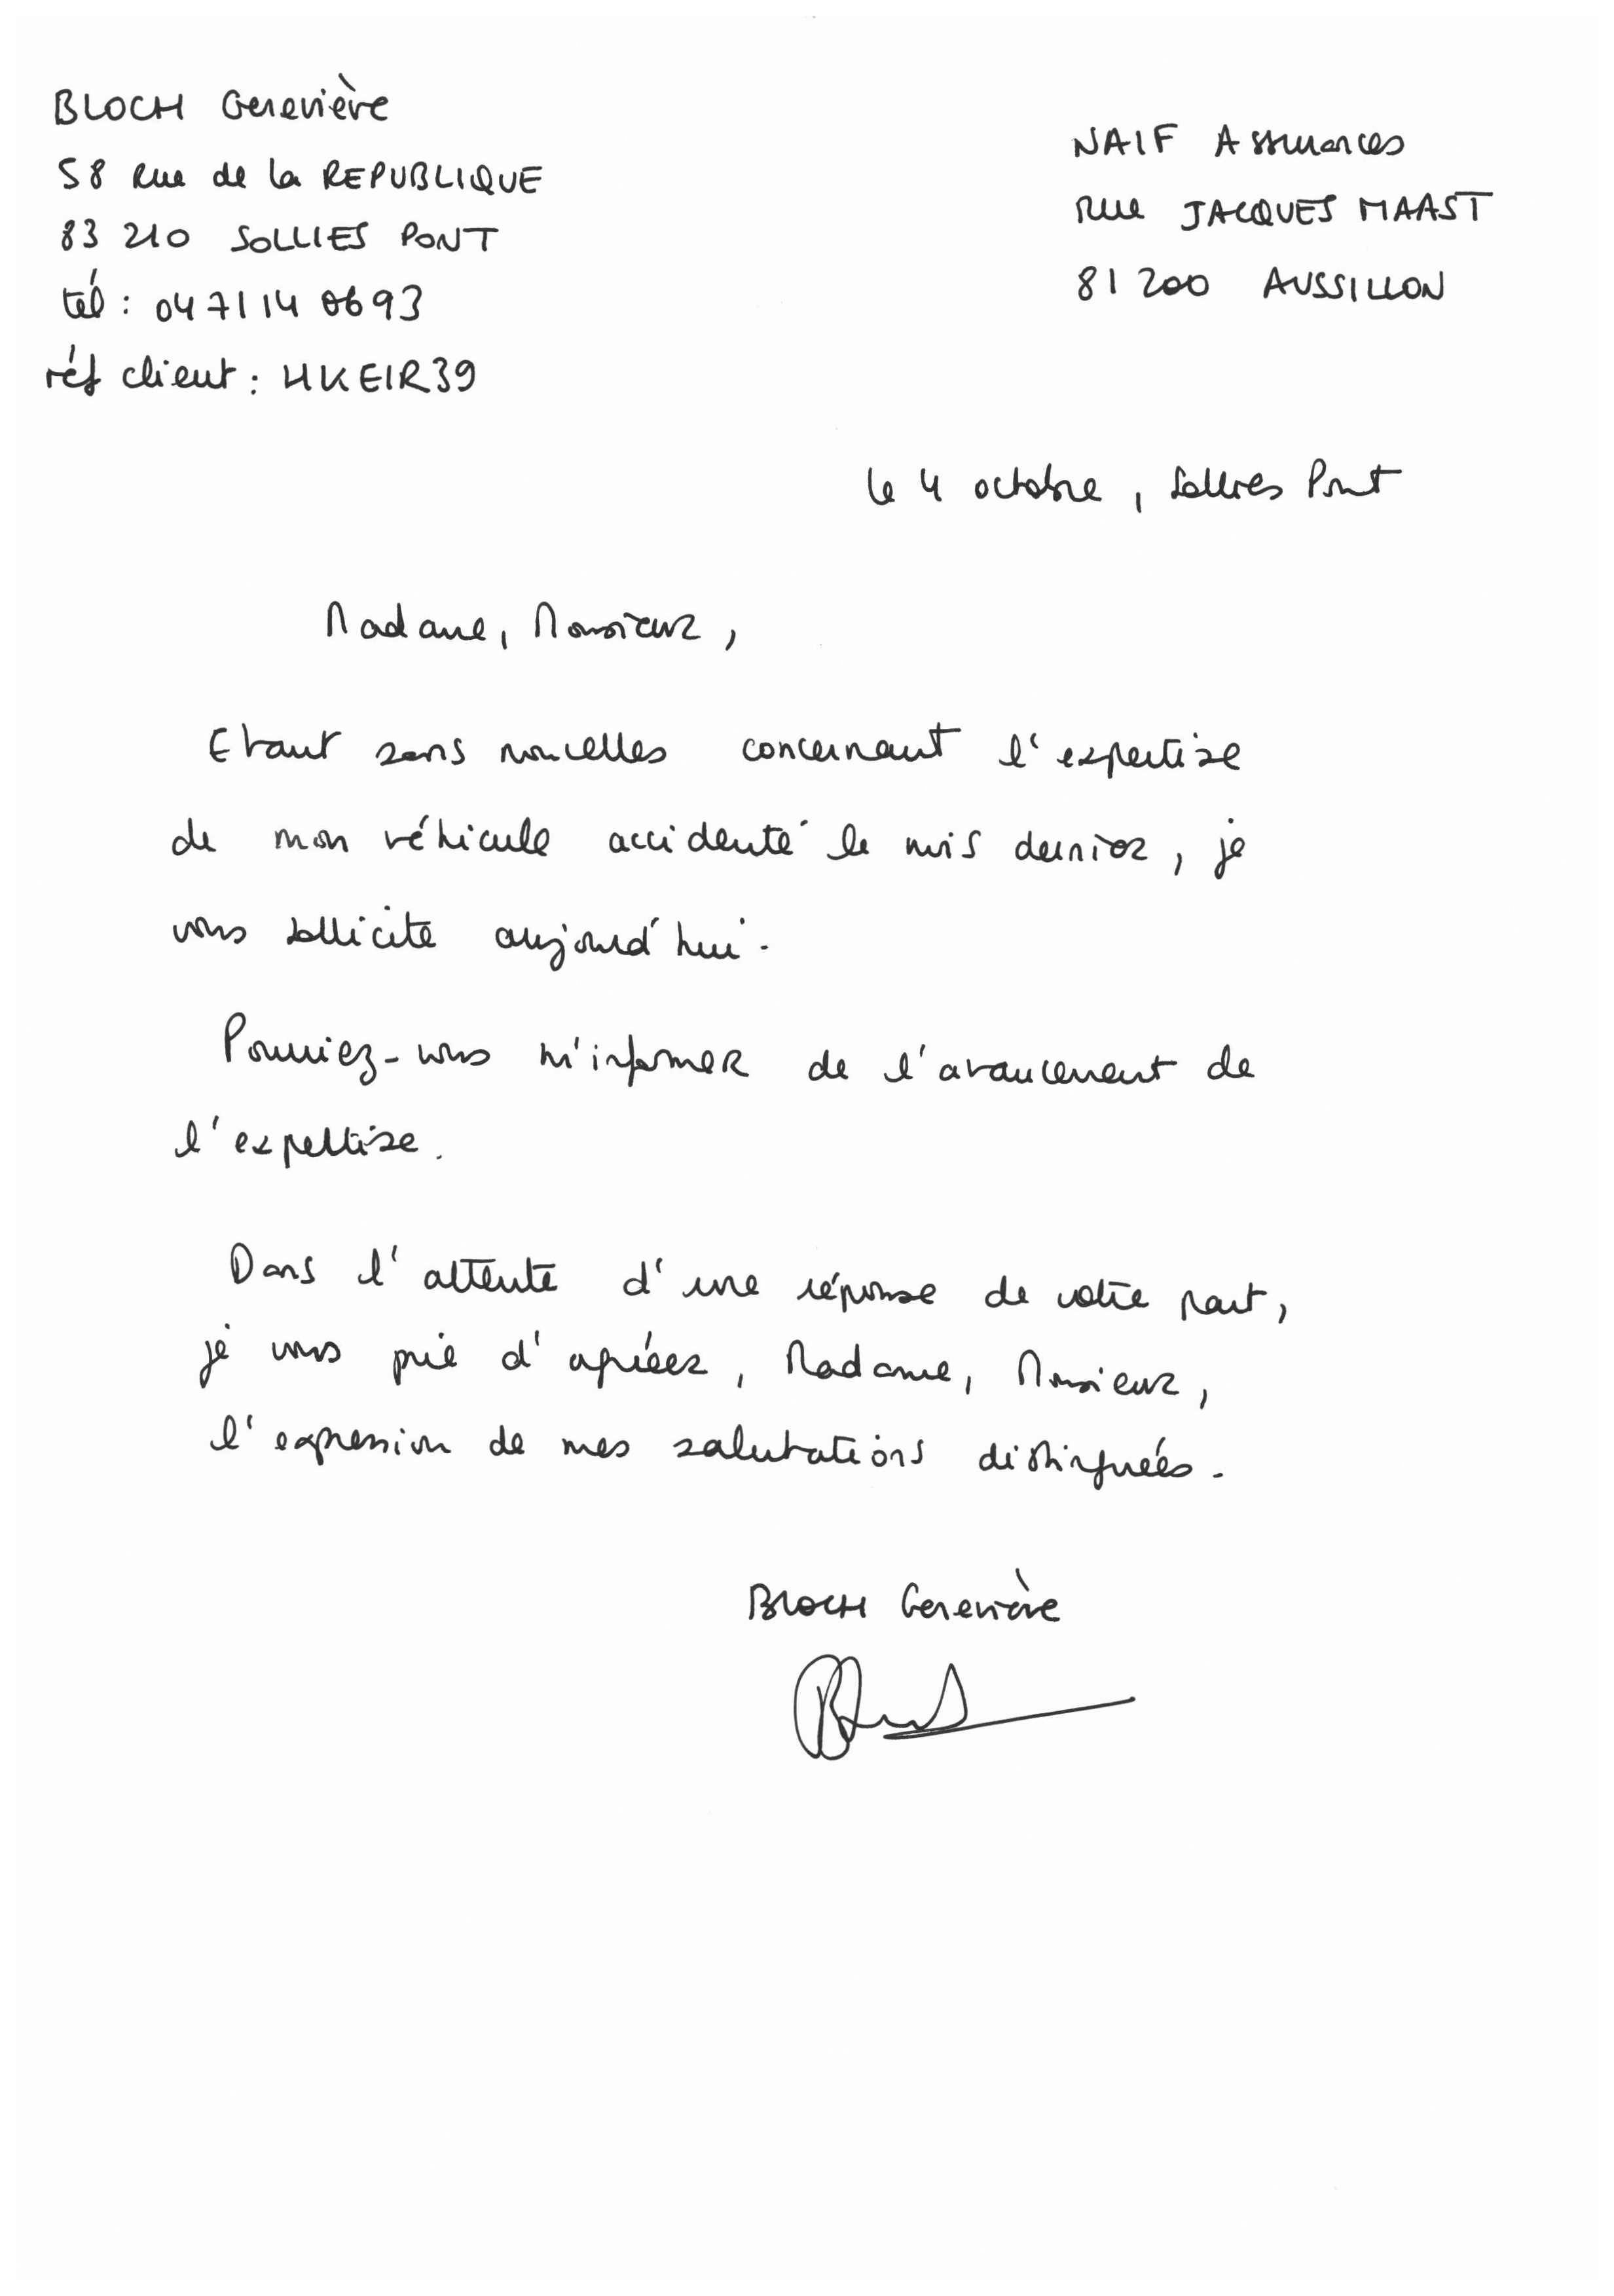 BLOCH Geneviève
58 Rue de la REPUBLIQUE
83 210 SOLLIES PONT
tél : 04 71 14 06 93
réf client : HKEIR39
NAIF Assurances
RUE JACQUES MAAST
81 200 AUSSILLON
le 4 octobre, Sollies Pont
Madame, Monsieur,
Etant sans nouvelles concernant l'expertise
de mon véhicule accidenté le mois dernier, je
vous sollicite aujourd'hui.
Pourriez-vous m'informer de l'avancement de
l'expertise.
Dans l'attente d'une réponse de votre part,
je vous prie d'agréer, Madame, Monsieur,
l'expression de mes salutations distinguées.
BLOCH Geneviève